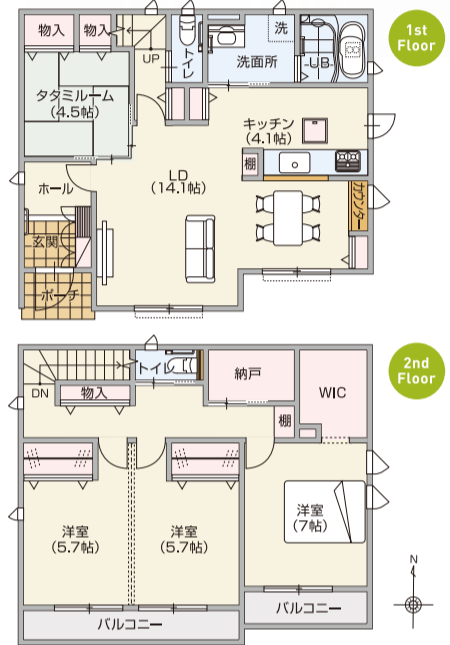 1st
Floor
物入
物入
UP
トイレ
洗面所
洗
UB
タタミルーム
(4.5帖)
キッチン
(4.1帖)
棚
ホール
LD
(14.1帖)
カウンター
玄関
ポーチ
2nd
Floor
DN
トイレ
物入
納戸
WIC
棚
洋室
(5.7帖)
洋室
(5.7帖)
洋室
(7帖)
バルコニー
バルコニー
N